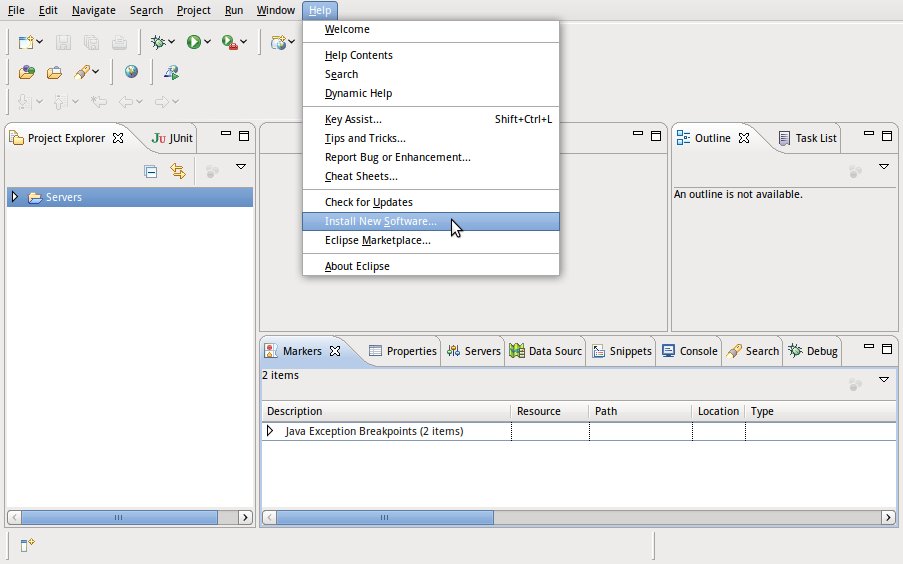 File Edit Navigate Search Project Run Window Help
Welcome
Help Contents
Search
Dynamic Help
Key Assist... Shift+Ctrl+L
Tips and Tricks...
Report Bug or Enhancement...
Cheat Sheets...
Check for Updates
Install New Software...
Eclipse Marketplace...
About Eclipse
Project Explorer JUnit
Servers
Outline Task List
An outline is not available.
Markers Properties Servers Data Sourc Snippets Console Search Debug
2 items
Description Resource Path Location Type
Java Exception Breakpoints (2 items)